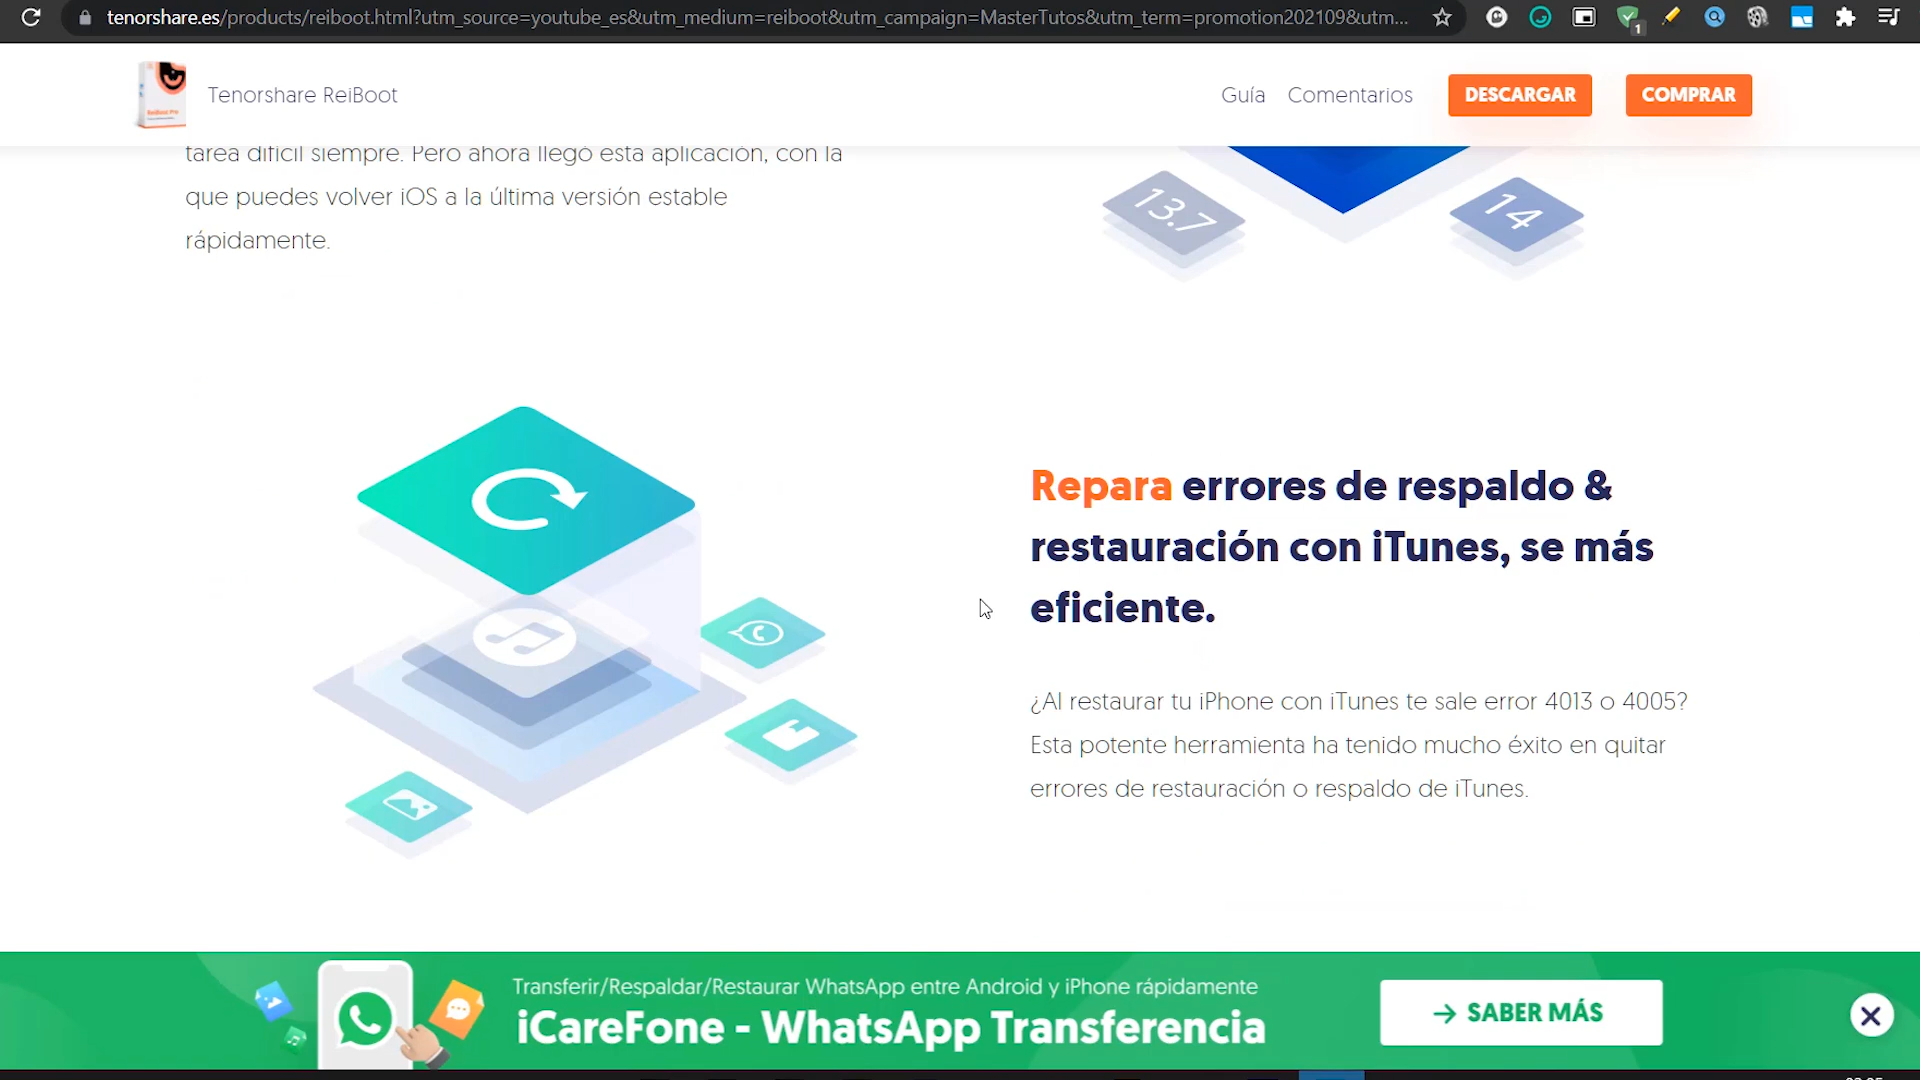 tenorshare.es/products/reiboot.html?utm_source=youtube_es&utm_medium=reiboot&utm_campaign=MasterTutos&utm_term=promotion202109&utm...
1
Tenorshare ReiBoot
Guía
Comentarios
DESCARGAR
COMPRAR
tarea difícil siempre. Pero ahora llegó esta aplicación, con la
que puedes volver iOS a la última versión estable
rápidamente.
13.7
14
Repara errores de respaldo &
restauración con iTunes, se más
eficiente.
¿Al restaurar tu iPhone con iTunes te sale error 4013 o 4005?
Esta potente herramienta ha tenido mucho éxito en quitar
errores de restauración o respaldo de iTunes.
Transferir/Respaldar/Restaurar WhatsApp entre Android y iPhone rápidamente
iCareFone - WhatsApp Transferencia
→ SABER MÁS